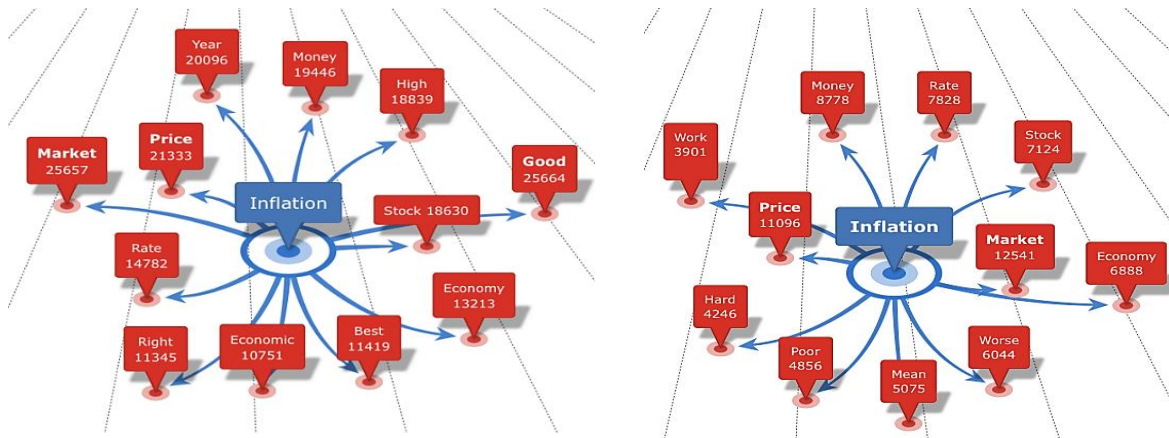 Year
20096
Money
19446
High
18839
Market
25657
Price
21333
Good
25664
Inflation
Stock 18630
Rate
14782
Economy
13213
Right
11345
Economic
10751
Best
11419
Money
8778
Rate
7828
Stock
7124
Work
3901
Price
11096
Inflation
Market
12541
Economy
6888
Hard
4246
Poor
4856
Mean
5075
Worse
6044